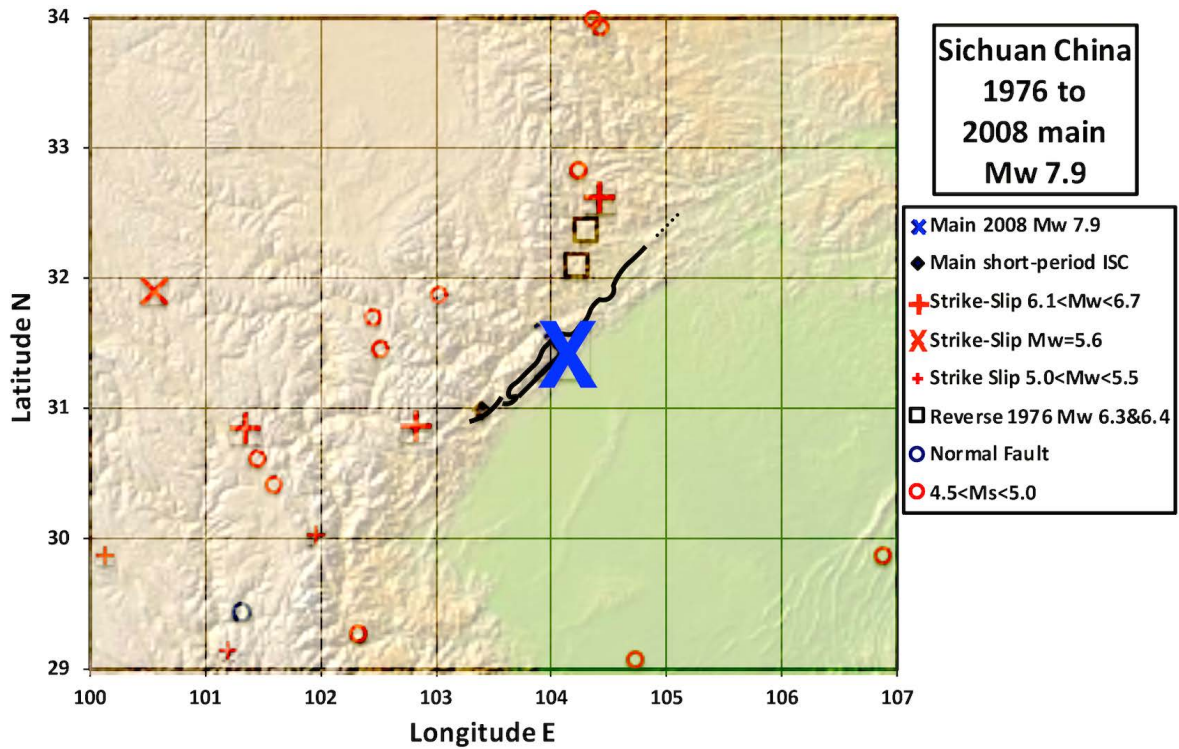 34
33
32
31
30
29
Latitude N
100 101 102 103 104 105 106 107
Longitude E
Sichuan China
1976 to
2008 main
Mw 7.9
Main 2008 Mw 7.9
Main short-period ISC
Strike-Slip 6.1<Mw<6.7
Strike-Slip Mw=5.6
Strike Slip 5.0<Mw<5.5
Reverse 1976 Mw 6.3&6.4
Normal Fault
4.5<Ms<5.0